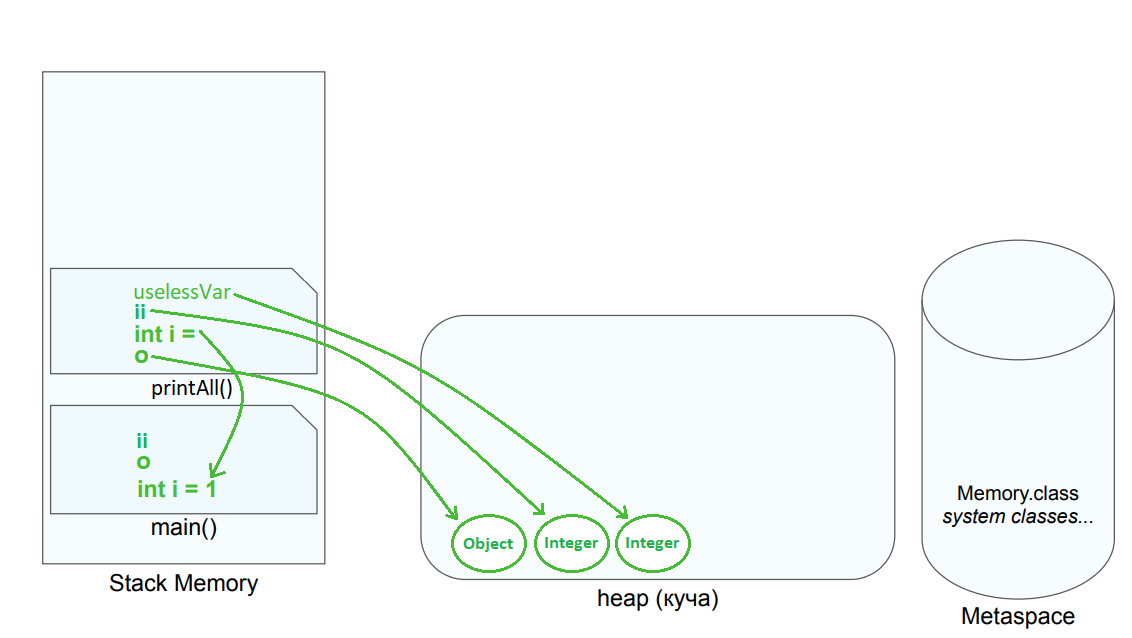 uselessVar
ii
int i =
o
printAll()
ii
o
int i = 1
main()
Stack Memory
Object
Integer
Integer
heap (куча)
Memory.class
system classes...
Metaspace